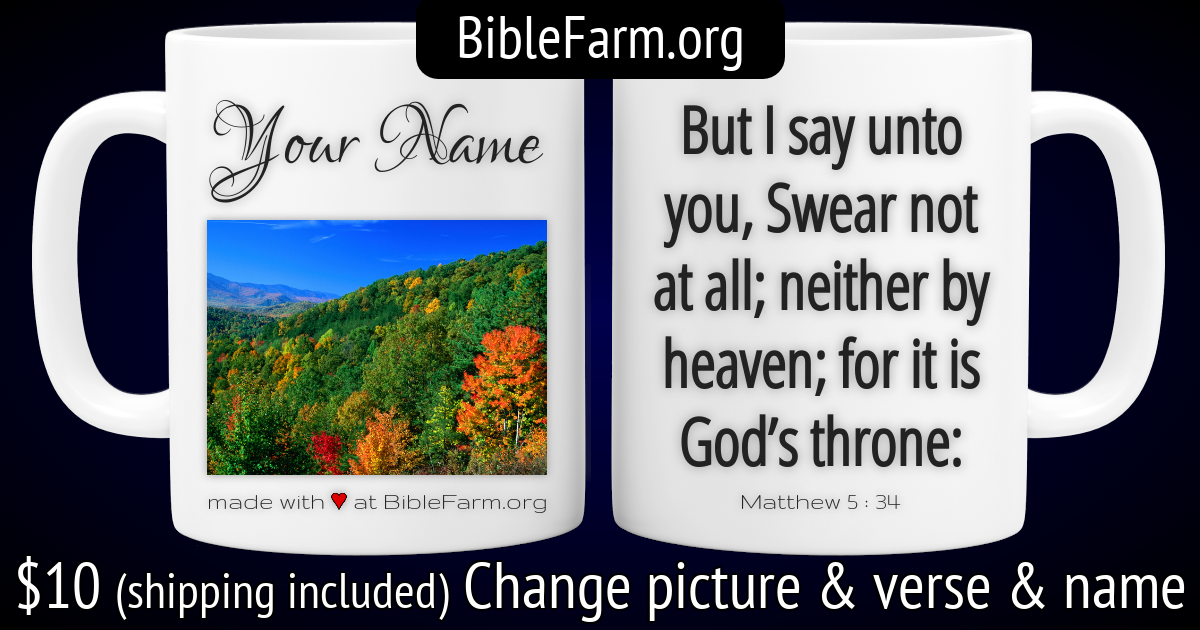 BibleFarm.org
Your Name
made with ♥ at BibleFarm.org
But I say unto
you, Swear not
at all; neither by
heaven; for it is
God’s throne:
Matthew 5 : 34
$10 (shipping included) Change picture & verse & name